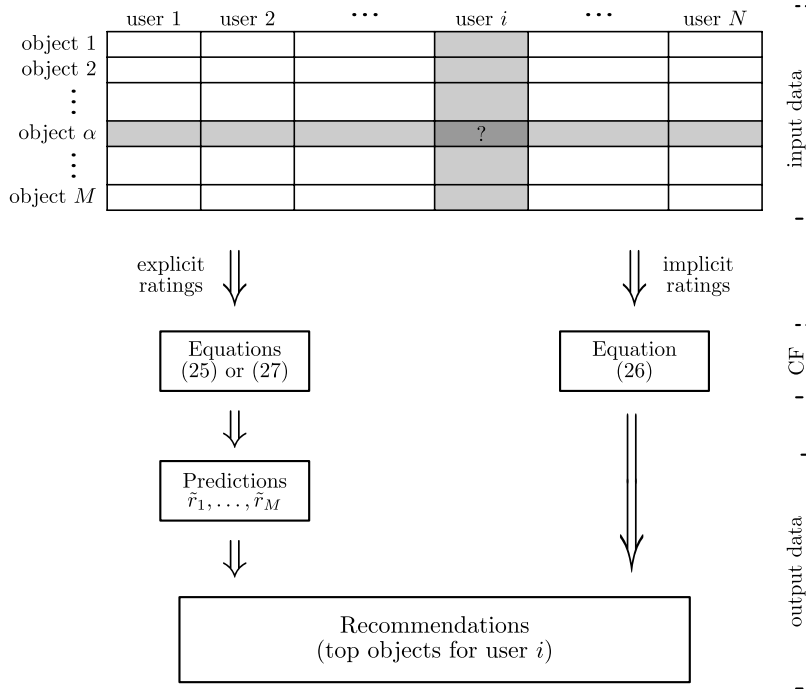 user 1 user 2 ··· user i ··· user N
object 1
object 2
⋮
object α ?
⋮
object M
input data
explicit
ratings
implicit
ratings
Equations
(25) or (27)
Equation
(26)
CF
Predictions
r̃₁, . . . , r̃_M
output data
Recommendations
(top objects for user i)